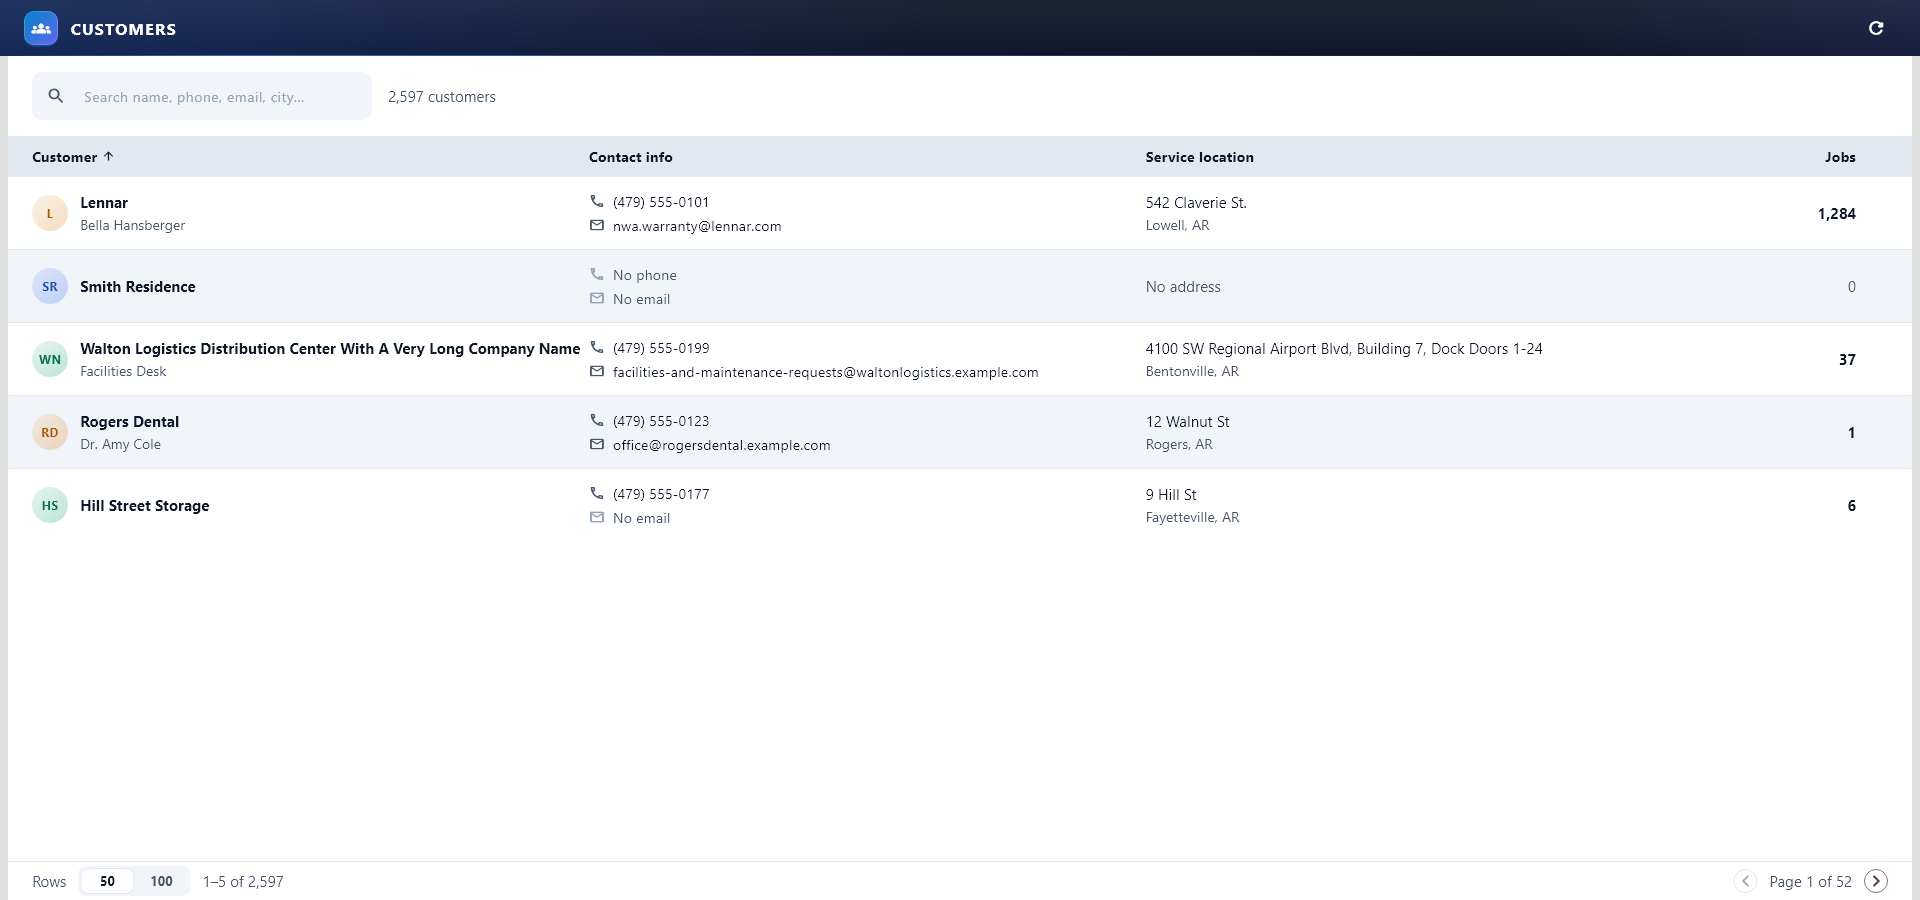 CUSTOMERS
Search name, phone, email, city...
2,597 customers
Customer ↑ Contact info Service location Jobs
L
Lennar
Bella Hansberger
(479) 555-0101
nwa.warranty@lennar.com
542 Claverie St.
Lowell, AR
1,284
SR
Smith Residence
No phone
No email
No address
0
WN
Walton Logistics Distribution Center With A Very Long Company Name
Facilities Desk
(479) 555-0199
facilities-and-maintenance-requests@waltonlogistics.example.com
4100 SW Regional Airport Blvd, Building 7, Dock Doors 1-24
Bentonville, AR
37
RD
Rogers Dental
Dr. Amy Cole
(479) 555-0123
office@rogersdental.example.com
12 Walnut St
Rogers, AR
1
HS
Hill Street Storage
(479) 555-0177
No email
9 Hill St
Fayetteville, AR
6
Rows 50 100 1–5 of 2,597
Page 1 of 52